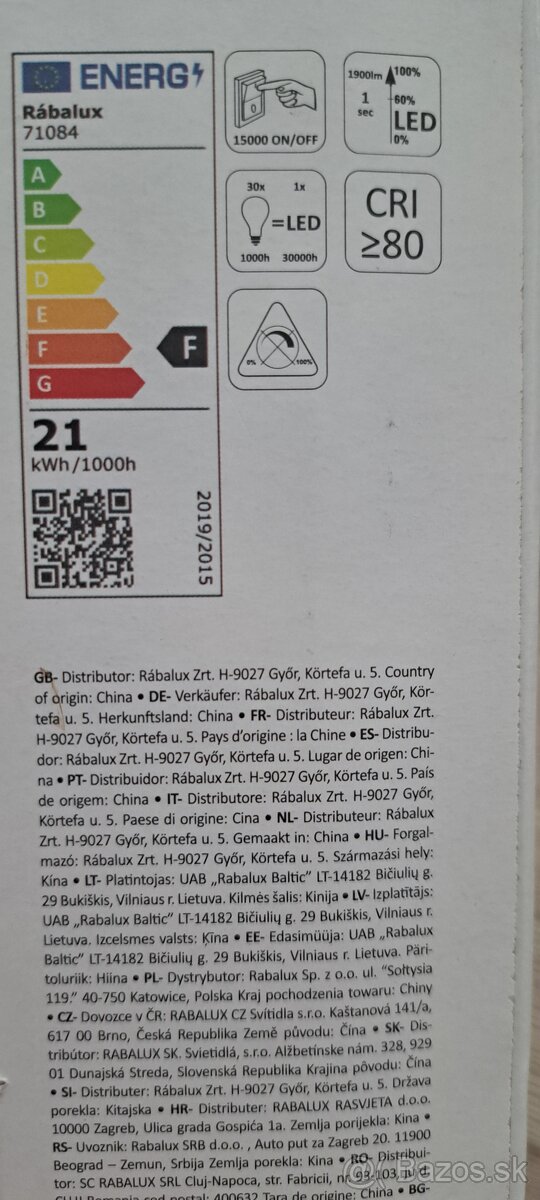 ENERG
Rábalux
71084
A
B
C
D
E
F
G
F
21
kWh/1000h
2019/2015
15000 ON/OFF
1900lm 100%
1 sec
60%
LED
0%
30x 1x
=LED
1000h 30000h
CRI
≥80
0% 100%
GB- Distributor: Rábalux Zrt. H-9027 Győr, Körtefa u. 5. Country
of origin: China • DE- Verkäufer: Rábalux Zrt. H-9027 Győr, Kör-
tefa u. 5. Herkunftsland: China • FR- Distributeur: Rábalux Zrt.
H-9027 Győr, Körtefa u. 5. Pays d'origine : la Chine • ES- Distribu-
dor: Rábalux Zrt. H-9027 Győr, Körtefa u. 5. Lugar de origen: Chi-
na • PT- Distribuidor: Rábalux Zrt. H-9027 Győr, Körtefa u. 5. País
de origem: China • IT- Distributore: Rábalux Zrt. H-9027 Győr,
Körtefa u. 5. Paese di origine: Cina • NL- Distributeur: Rábalux
Zrt. H-9027 Győr, Körtefa u. 5. Gemaakt in: China • HU- Forgal-
mazó: Rábalux Zrt. H-9027 Győr, Körtefa u. 5. Származási hely:
Kína • LT- Platintojas: UAB „Rabalux Baltic" LT-14182 Bičiulių g.
29 Bukiškis, Vilniaus r. Lietuva. Kilmės šalis: Kinija • LV- Izplatītājs:
UAB „Rabalux Baltic" LT-14182 Bičiulių g. 29 Bukiškis, Vilniaus r.
Lietuva. Izcelsmes valsts: Ķīna • EE- Edasimüüja: UAB „Rabalux
Baltic" LT-14182 Bičiulių g. 29 Bukiškis, Vilniaus r. Lietuva. Päri-
toluriik: Hiina • PL- Dystrybutor: Rabalux Sp. z o.o. ul. "Sołtysia
119." 40-750 Katowice, Polska Kraj pochodzenia towaru: Chiny
• CZ- Dovozce v ČR: RABALUX CZ Svítidla s.r.o. Kaštanová 141/a,
617 00 Brno, Česká Republika Země původu: Čína • SK- Dis-
tribútor: RABALUX SK. Svietidlá, s.r.o. Alžbetínske nám. 328, 929
01 Dunajská Streda, Slovenská Republika Krajina pôvodu: Čína
• SI- Distributer: Rábalux Zrt. H-9027 Győr, Körtefa u. 5. Država
porekla: Kitajska • HR- Distributer: RABALUX RASVJETA d.o.o.
10000 Zagreb, Ulica grada Gospića 1a. Zemlja porijekla: Kina •
RS- Uvoznik: Rabalux SRB d.o.o. , Auto put za Zagreb 20. 11900
Beograd – Zemun, Srbija Zemlja porekla: Kina • RO- Distribui-
tor: SC RABALUX SRL Cluj-Napoca, str. Fabricii, nr 93-103, jud.
CLUJ Romania cod postal: 400632 Tara de origine: China • BG-
Bazos.sk